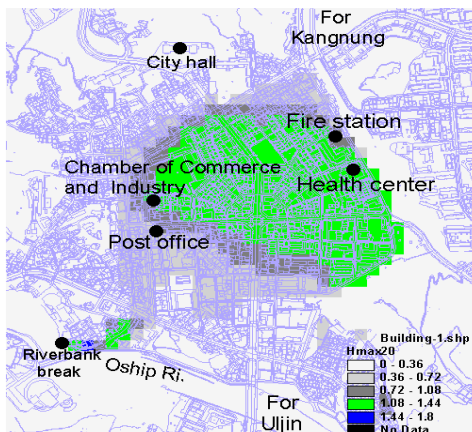 For
Kangnung
City hall
Fire station
Chamber of Commerce
and Industry
Health center
Post office
Riverbank
break
Oship Ri.
For
Uljin
Building-1.shp
Hmax20
0 - 0.36
0.36 - 0.72
0.72 - 1.08
1.08 - 1.44
1.44 - 1.8
No Data